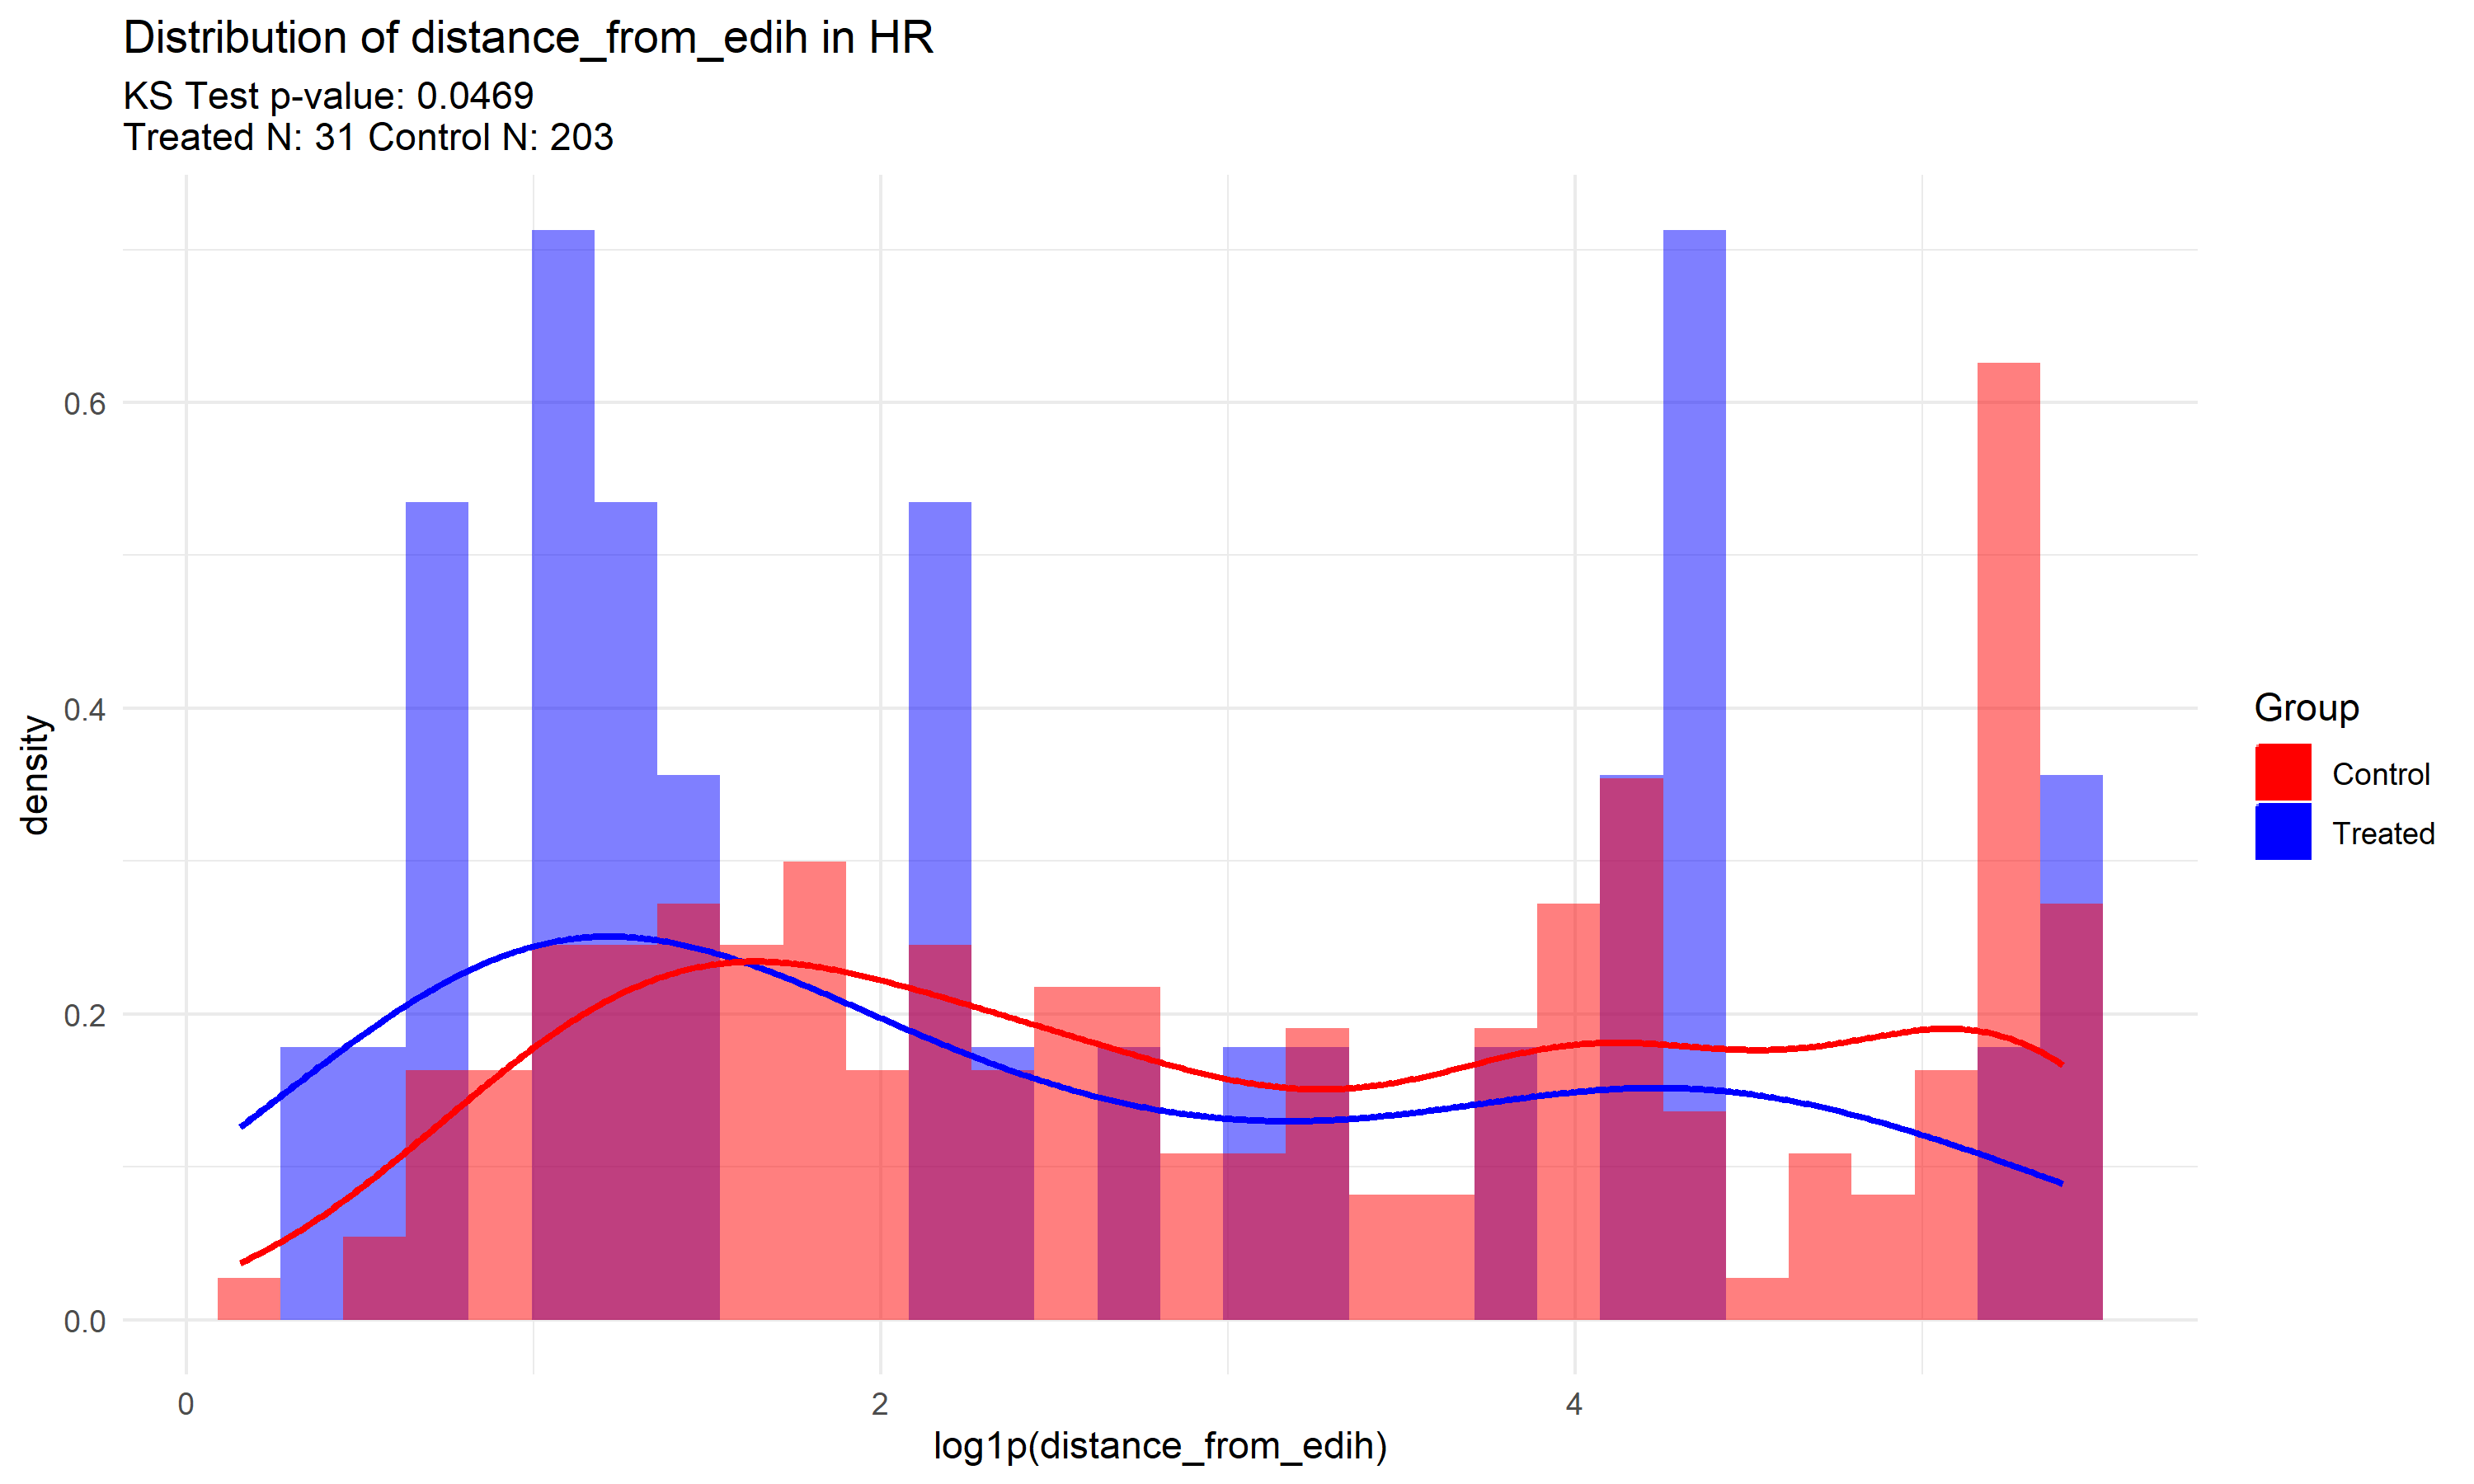 Distribution of distance_from_edih in HR
KS Test p-value: 0.0469
Treated N: 31 Control N: 203
0.6
0.4
0.2
0.0
density
0
2
4
log1p(distance_from_edih)
Group
Control
Treated